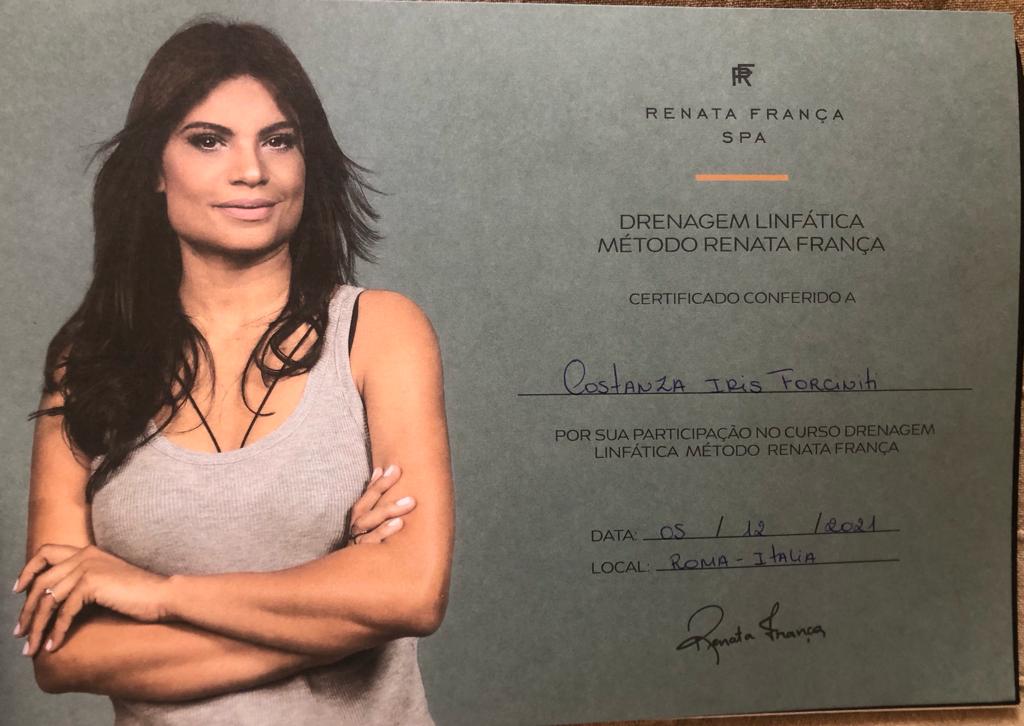 RF
RENATA FRANÇA
SPA
DRENAGEM LINFÁTICA
MÉTODO RENATA FRANÇA
CERTIFICADO CONFERIDO A
Costanza Iris Forciniti
POR SUA PARTICIPAÇÃO NO CURSO DRENAGEM
LINFÁTICA MÉTODO RENATA FRANÇA
DATA: 05 / 12 / 2021
LOCAL: ROMA - ITALIA
Renata França